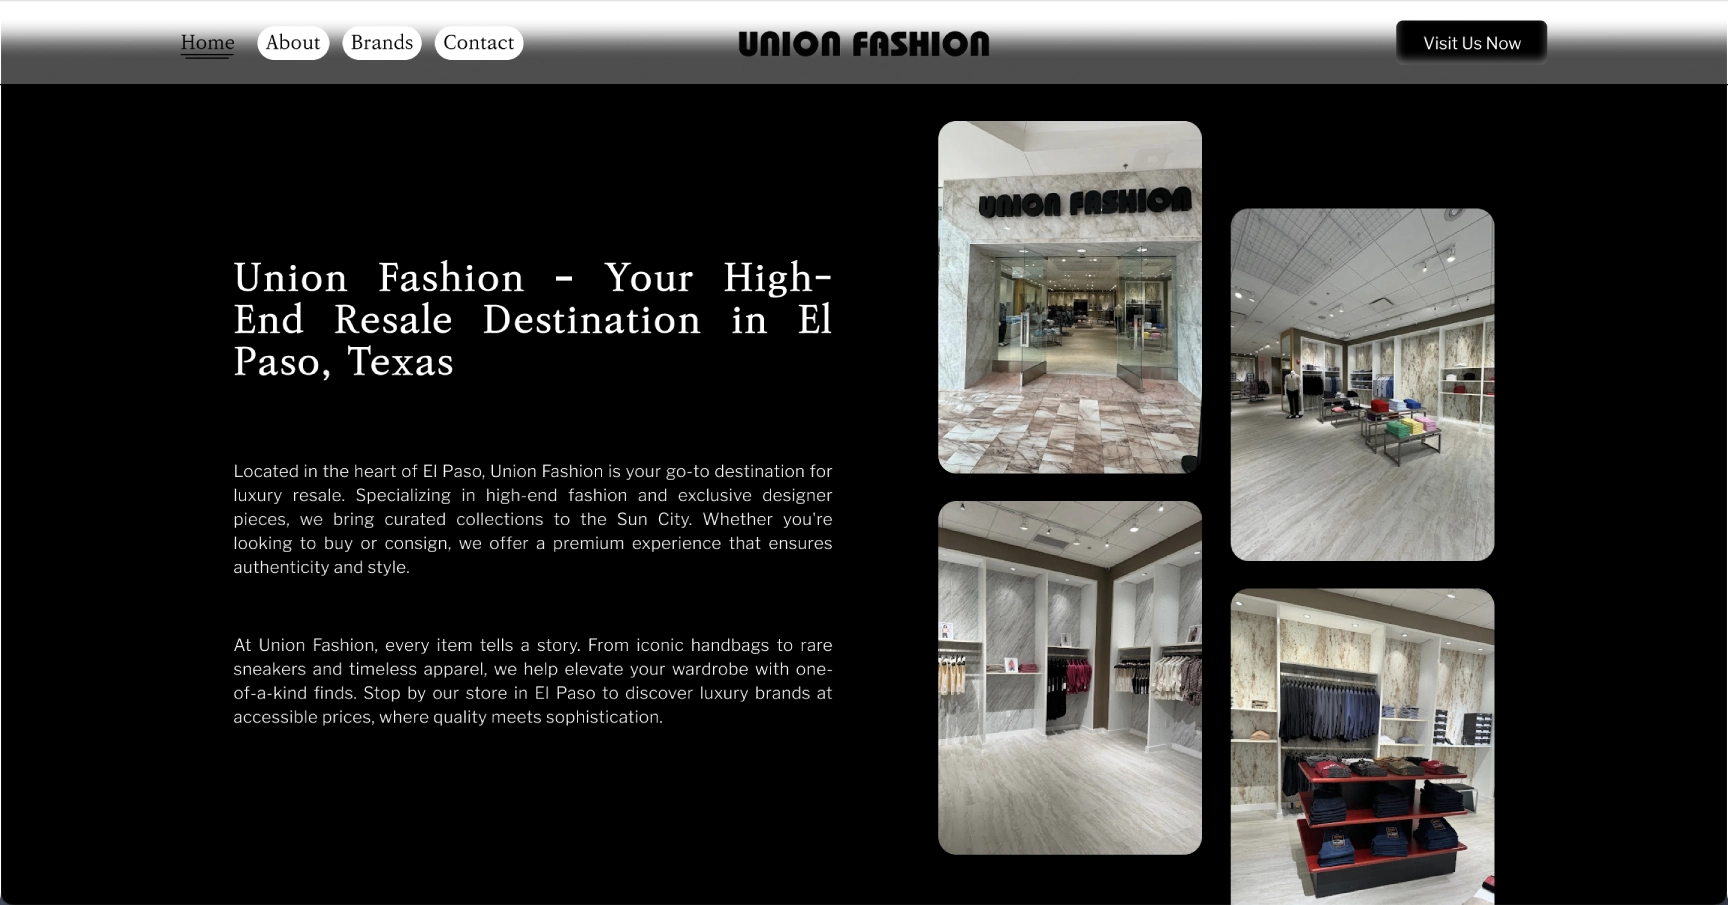 Home
About
Brands
Contact
UNION FASHION
Visit Us Now
Union Fashion - Your High-
End Resale Destination in El
Paso, Texas
Located in the heart of El Paso, Union Fashion is your go-to destination for
luxury resale. Specializing in high-end fashion and exclusive designer
pieces, we bring curated collections to the Sun City. Whether you're
looking to buy or consign, we offer a premium experience that ensures
authenticity and style.
At Union Fashion, every item tells a story. From iconic handbags to rare
sneakers and timeless apparel, we help elevate your wardrobe with one-
of-a-kind finds. Stop by our store in El Paso to discover luxury brands at
accessible prices, where quality meets sophistication.
UNION FASHION